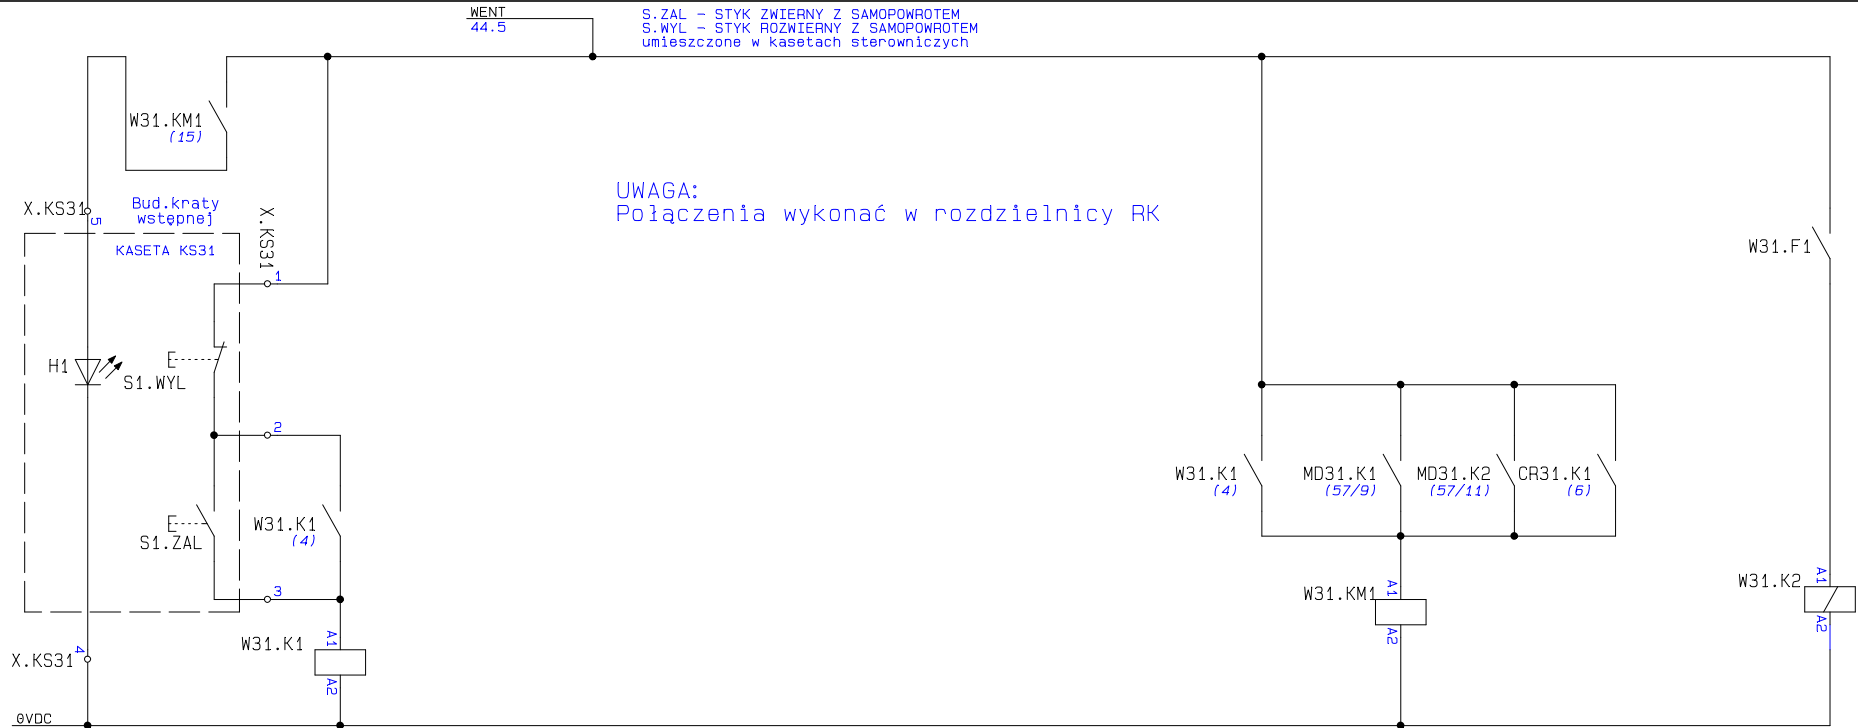 WENT
44.5
S.ZAL - STYK ZWIERNY Z SAMOPOWROTEM
S.WYL - STYK ROZWIERNY Z SAMOPOWROTEM
umieszczone w kasetach sterowniczych
W31.KM1
(15)
UWAGA:
Połączenia wykonać w rozdzielnicy RK
X.KS31
5
Bud.kraty
wstępnej
X.KS31
KASETA KS31
1
W31.F1
H1
S1.WYL
2
W31.K1
(4)
MD31.K1
(57/9)
MD31.K2
(57/11)
CR31.K1
(6)
S1.ZAL
W31.K1
(4)
3
W31.KM1
A1
A2
W31.K2
A1
A2
W31.K1
A1
A2
X.KS31
4
0VDC